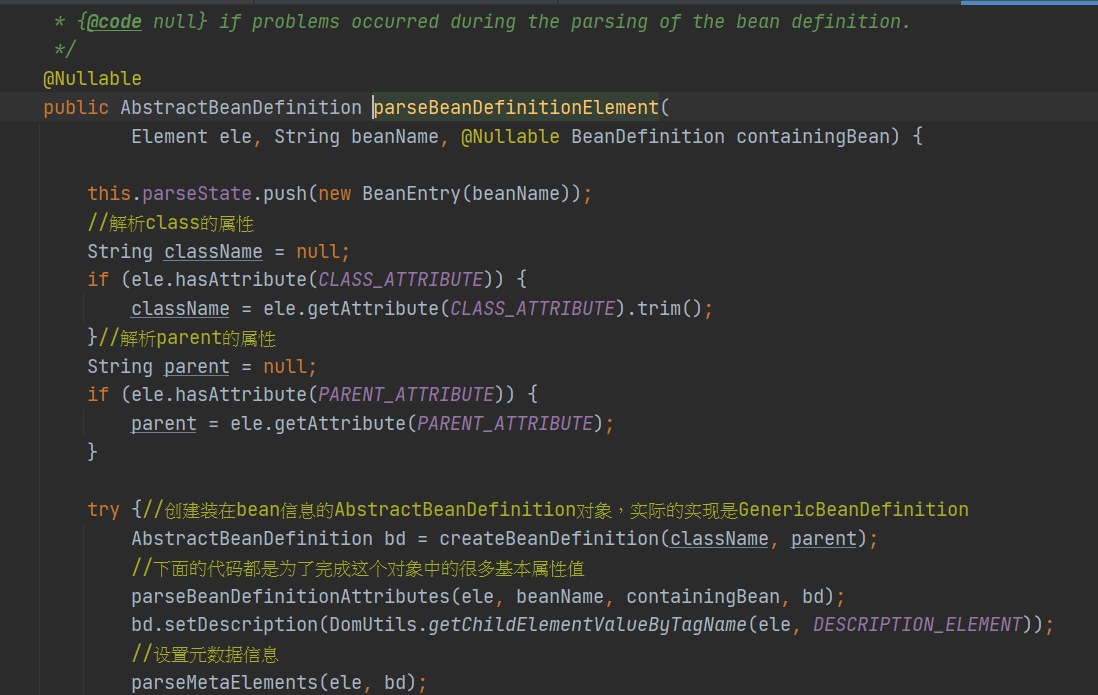 * {@code null} if problems occurred during the parsing of the bean definition.
*/
@Nullable
public AbstractBeanDefinition parseBeanDefinitionElement(
Element ele, String beanName, @Nullable BeanDefinition containingBean) {
this.parseState.push(new BeanEntry(beanName));
//解析class的属性
String className = null;
if (ele.hasAttribute(CLASS_ATTRIBUTE)) {
className = ele.getAttribute(CLASS_ATTRIBUTE).trim();
}//解析parent的属性
String parent = null;
if (ele.hasAttribute(PARENT_ATTRIBUTE)) {
parent = ele.getAttribute(PARENT_ATTRIBUTE);
}
try {//创建装在bean信息的AbstractBeanDefinition对象，实际的实现是GenericBeanDefinition
AbstractBeanDefinition bd = createBeanDefinition(className, parent);
//下面的代码都是为了完成这个对象中的很多基本属性值
parseBeanDefinitionAttributes(ele, beanName, containingBean, bd);
bd.setDescription(DomUtils.getChildElementValueByTagName(ele, DESCRIPTION_ELEMENT));
//设置元数据信息
parseMetaElements(ele, bd);